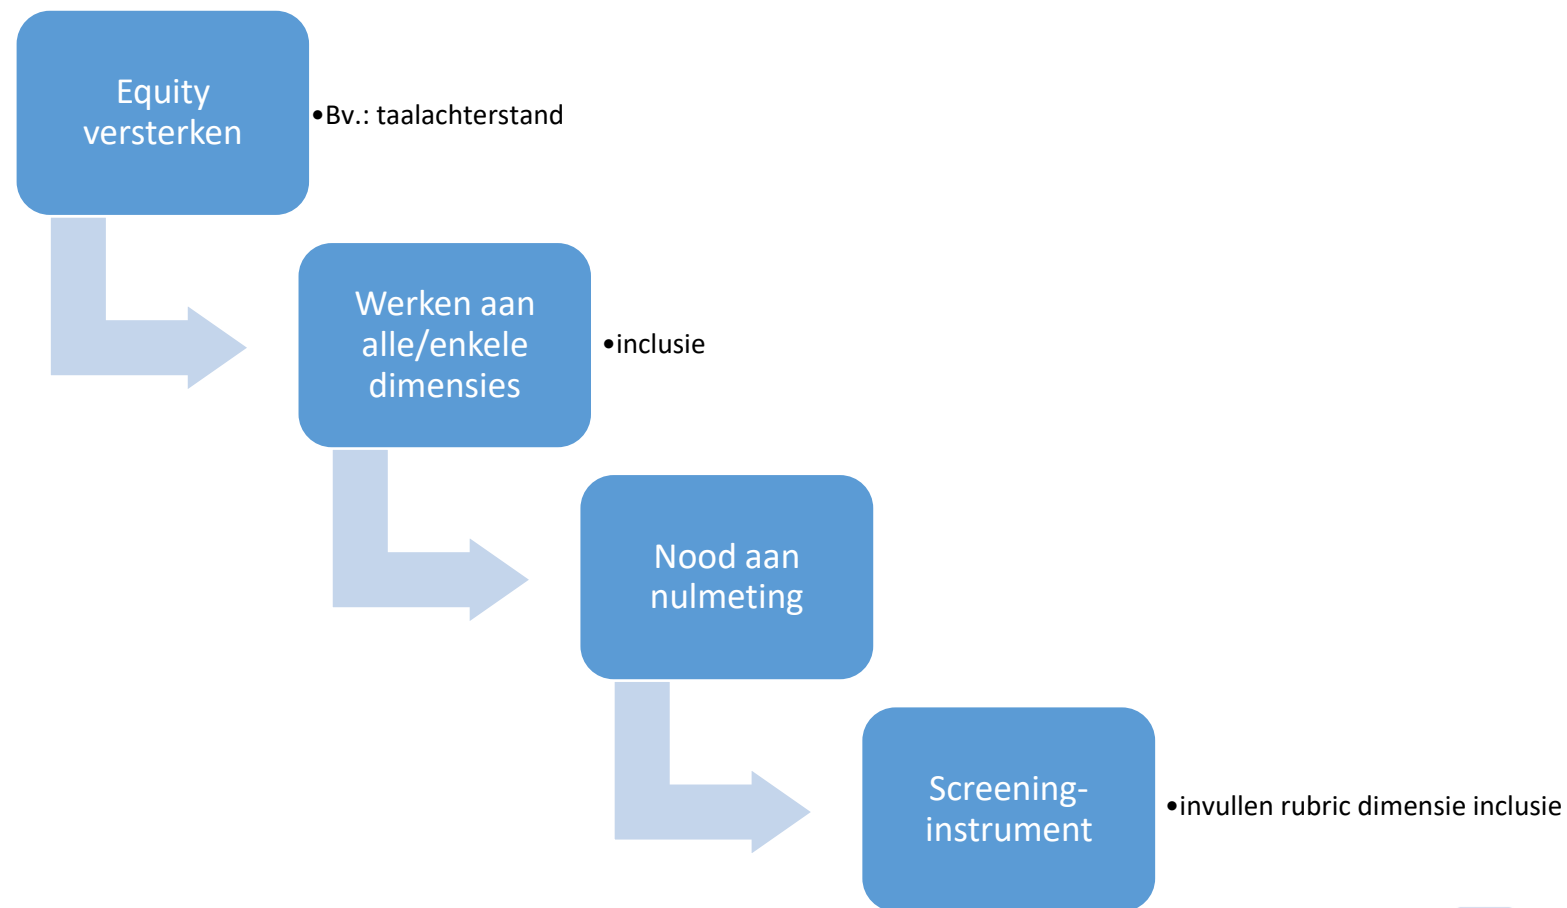 Equity
versterken
•Bv.: taalachterstand
Werken aan
alle/enkele
dimensies
•inclusie
Nood aan
nulmeting
Screening-
instrument
•invullen rubric dimensie inclusie